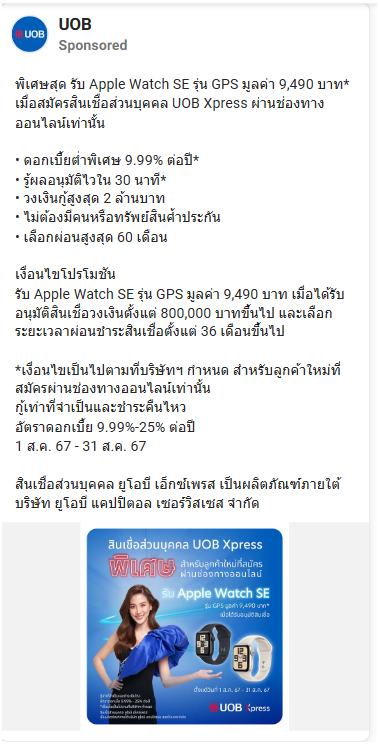 UOB
UOB
Sponsored
พิเศษสุด รับ Apple Watch SE รุ่น GPS มูลค่า 9,490 บาท*
เมื่อสมัครสินเชื่อส่วนบุคคล UOB Xpress ผ่านช่องทาง
ออนไลน์เท่านั้น
• ดอกเบี้ยต่ำพิเศษ 9.99% ต่อปี*
• รู้ผลอนุมัติไวใน 30 นาที*
• วงเงินกู้สูงสุด 2 ล้านบาท
• ไม่ต้องมีคนหรือทรัพย์สินค้ำประกัน
• เลือกผ่อนสูงสุด 60 เดือน
เงื่อนไขโปรโมชัน
รับ Apple Watch SE รุ่น GPS มูลค่า 9,490 บาท เมื่อได้รับ
อนุมัติสินเชื่อวงเงินตั้งแต่ 800,000 บาทขึ้นไป และเลือก
ระยะเวลาผ่อนชำระสินเชื่อตั้งแต่ 36 เดือนขึ้นไป
*เงื่อนไขเป็นไปตามที่บริษัทฯ กำหนด สำหรับลูกค้าใหม่ที่
สมัครผ่านช่องทางออนไลน์เท่านั้น
กู้เท่าที่จำเป็นและชำระคืนไหว
อัตราดอกเบี้ย 9.99%-25% ต่อปี
1 ส.ค. 67 - 31 ส.ค. 67
สินเชื่อส่วนบุคคล ยูโอบี เอ็กซ์เพรส เป็นผลิตภัณฑ์ภายใต้
บริษัท ยูโอบี แคปปิตอล เซอร์วิสเซส จำกัด
สินเชื่อส่วนบุคคล UOB Xpress
พิเศษ สำหรับลูกค้าใหม่ที่สมัคร
ผ่านช่องทางออนไลน์
รับ Apple Watch SE
รุ่น GPS มูลค่า 9,490 บาท*
เมื่อได้รับอนุมัติสินเชื่อ
ตั้งแต่วันที่ 1 ส.ค. 67 - 31 ส.ค. 67
UOB Xpress